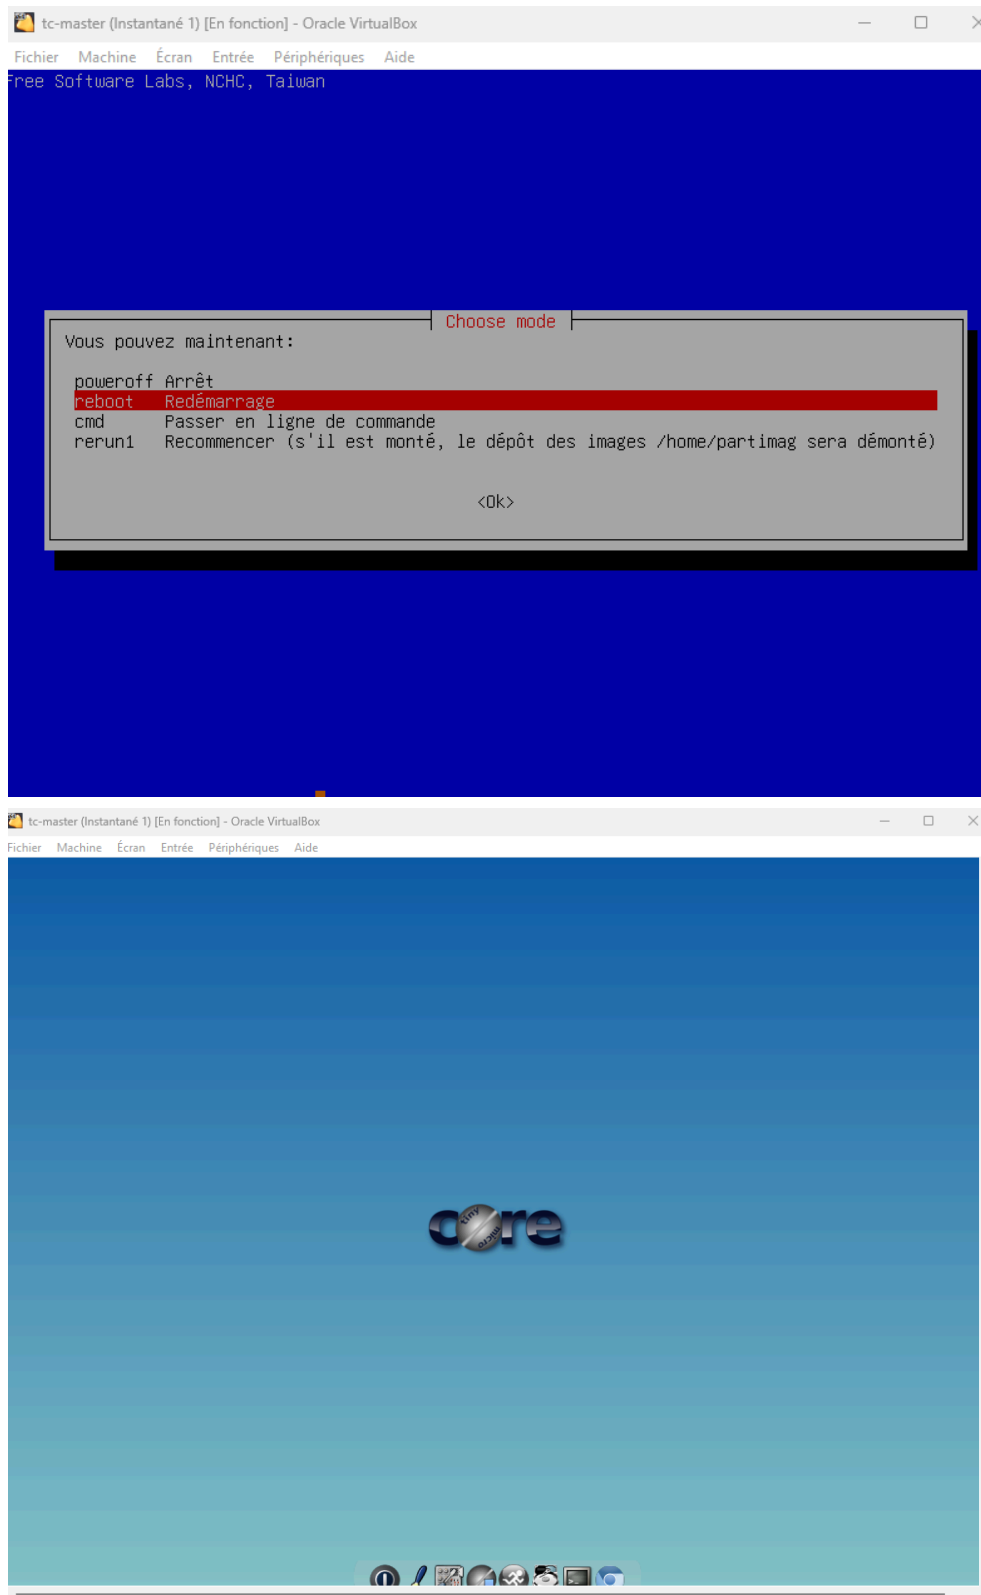 tc-master (Instantané 1) [En fonction] - Oracle VirtualBox
Fichier Machine Écran Entrée Périphériques Aide
Free Software Labs, NCHC, Taiwan
Choose mode
Vous pouvez maintenant:
poweroff Arrêt
reboot Redémarrage
cmd Passer en ligne de commande
rerun1 Recommencer (s'il est monté, le dépôt des images /home/partimag sera démonté)
<Ok>
tc-master (Instantané 1) [En fonction] - Oracle VirtualBox
Fichier Machine Écran Entrée Périphériques Aide
core
tiny
micro